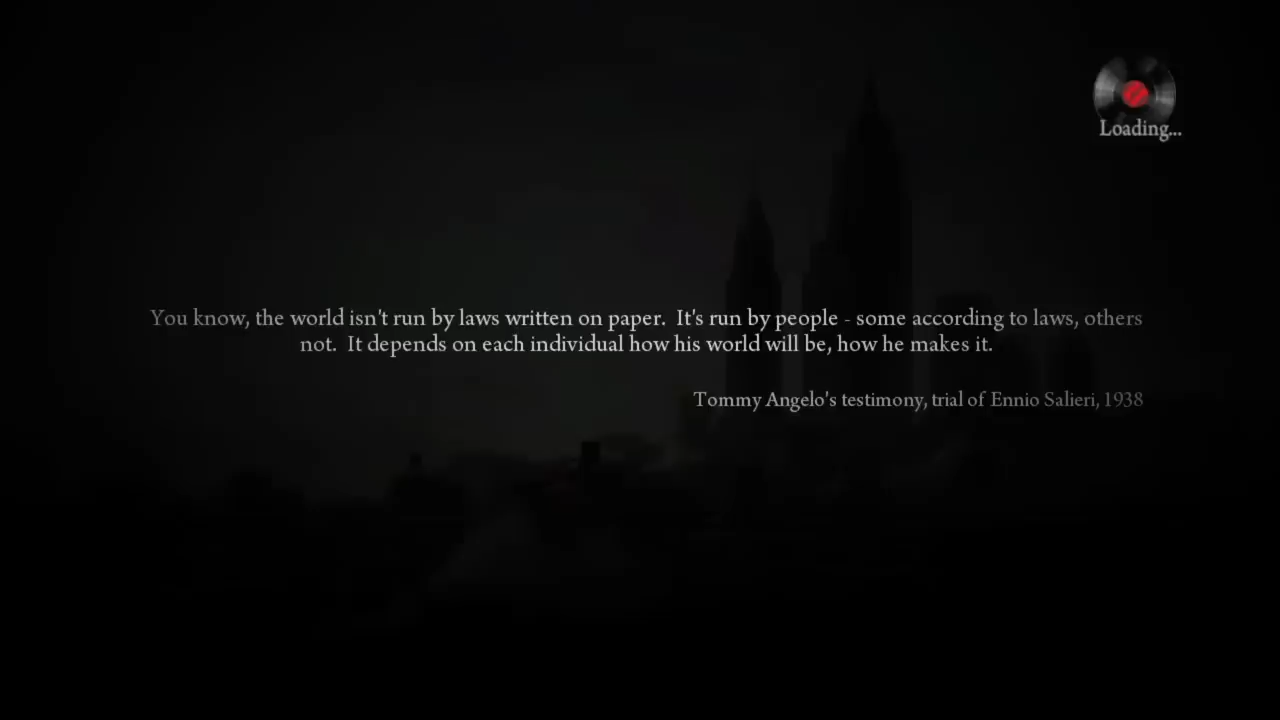 Loading...
You know, the world isn't run by laws written on paper.  It's run by people - some according to laws, others
not.  It depends on each individual how his world will be, how he makes it.
Tommy Angelo's testimony, trial of Ennio Salieri, 1938